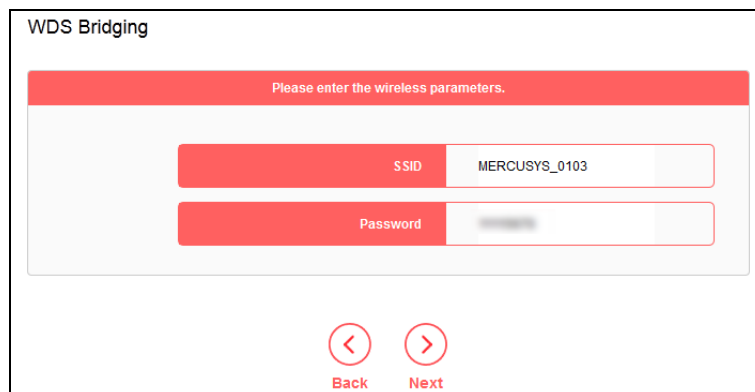 WDS Bridging
Please enter the wireless parameters.
SSID MERCUSYS_0103
Password
Back Next